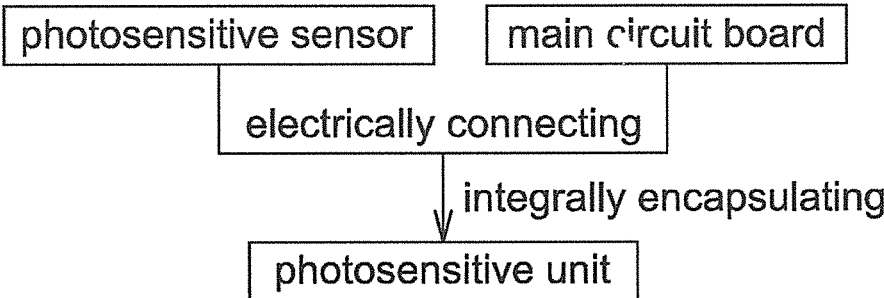 photosensitive sensor
main circuit board
electrically connecting
integrally encapsulating
photosensitive unit